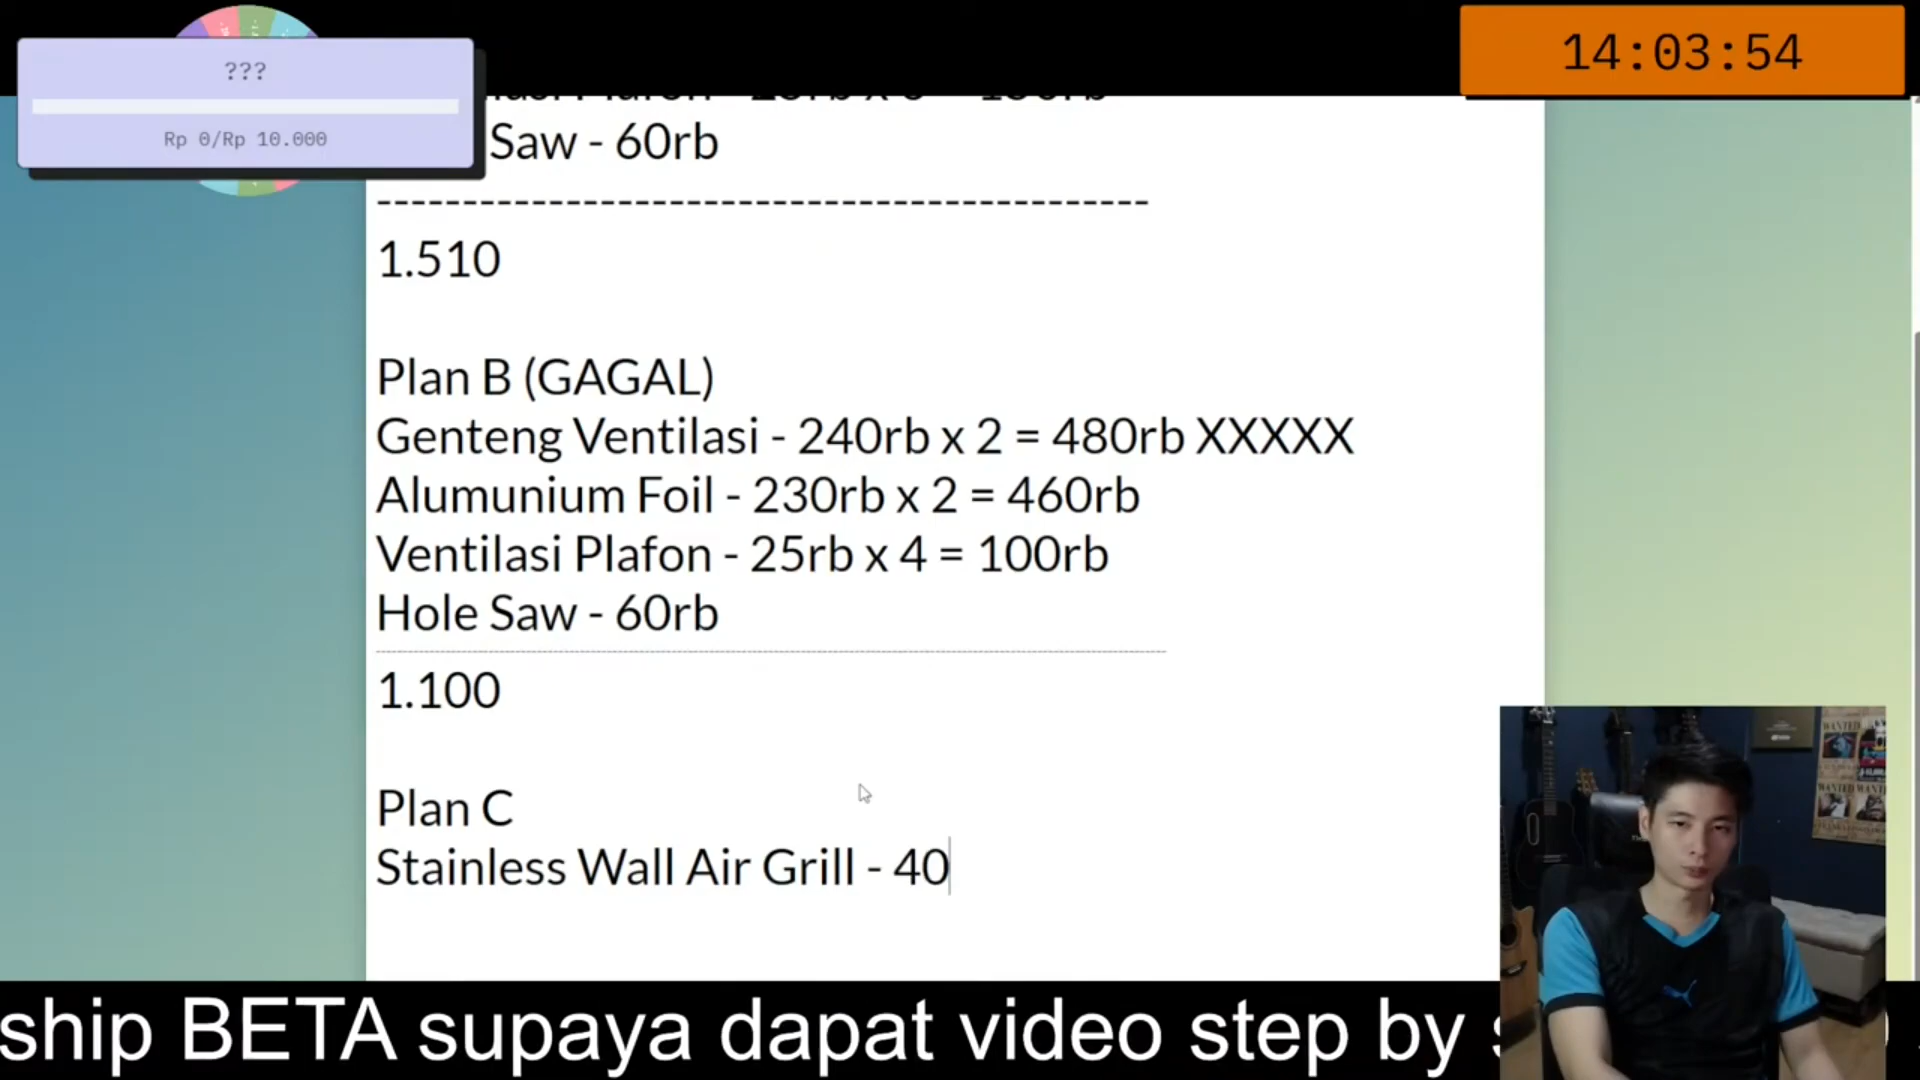 ???
Rp 0/Rp 10.000
14:03:54
Saw - 60rb
--------------------------------------------
1.510
Plan B (GAGAL)
Genteng Ventilasi - 240rb x 2 = 480rb XXXXX
Alumunium Foil - 230rb x 2 = 460rb
Ventilasi Plafon - 25rb x 4 = 100rb
Hole Saw - 60rb
1.100
Plan C
Stainless Wall Air Grill - 40
WANTED
WANTED
ship BETA supaya dapat video step by